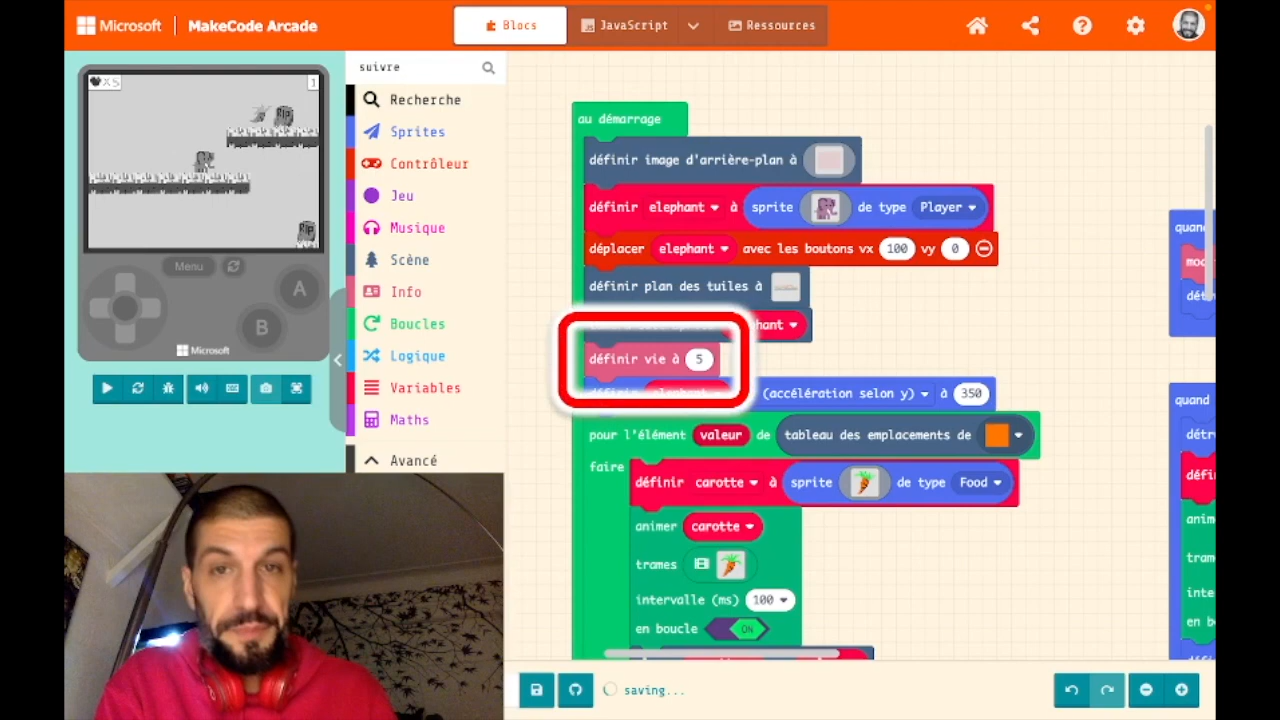 Microsoft
MakeCode Arcade
Blocs
JavaScript
Ressources
suivre
Recherche
Sprites
Contrôleur
Jeu
Musique
Scène
Info
Boucles
Logique
Variables
Maths
Avancé
X5
1
RIP
RIP
Menu
A
B
Microsoft
au démarrage
définir image d'arrière-plan à
définir elephant à sprite de type Player
déplacer elephant avec les boutons vx 100 vy 0
définir plan des tuiles à
définir vie à 5
(accélération selon y) à 350
pour l'élément valeur de tableau des emplacements de
faire
définir carotte à sprite de type Food
animer carotte
trames
intervalle (ms) 100
en boucle ON
quand
saving...